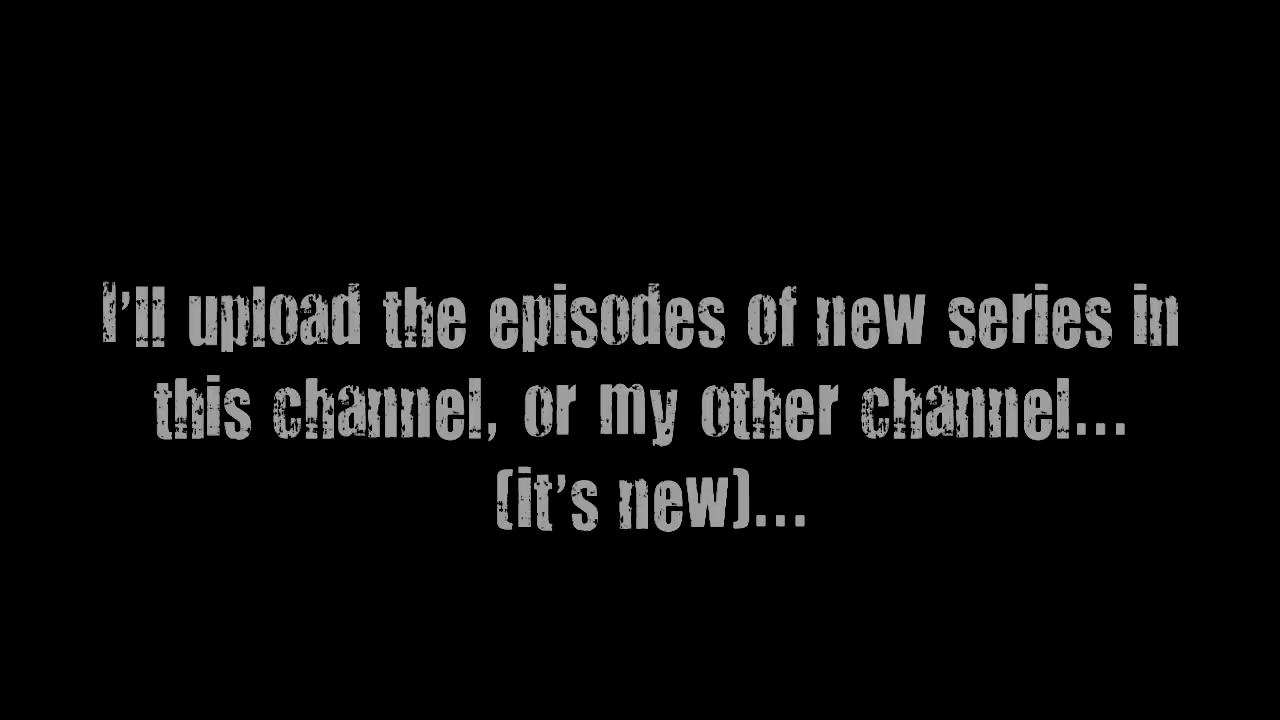 I'll upload the episodes of new series in
this channel, or my other channel...
(it's new)...